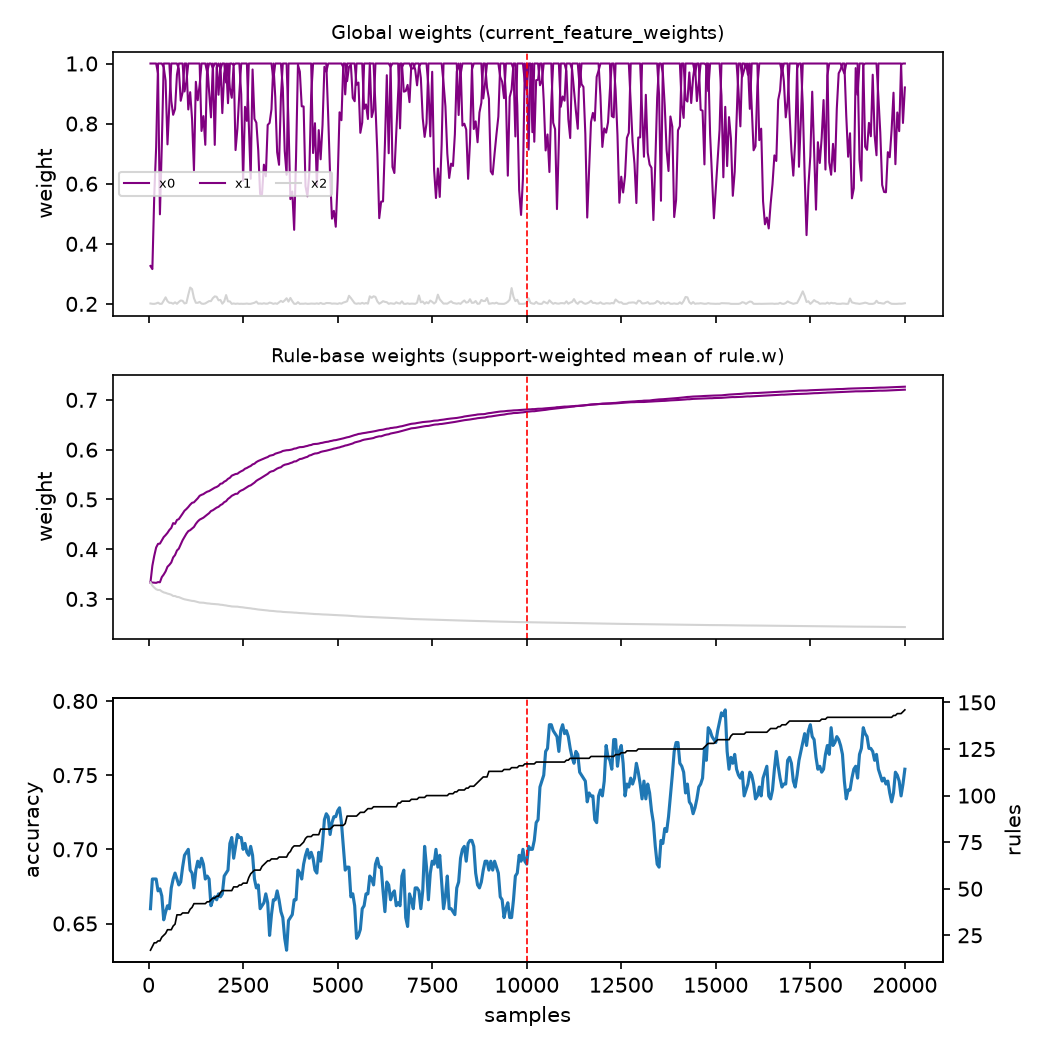 Global weights (current_feature_weights)
1.0
0.8
0.6
0.4
0.2
weight
x0 x1 x2
Rule-base weights (support-weighted mean of rule.w)
0.7
0.6
0.5
0.4
0.3
weight
0.80
0.75
0.70
0.65
accuracy
150
125
100
75
50
25
rules
0 2500 5000 7500 10000 12500 15000 17500 20000
samples